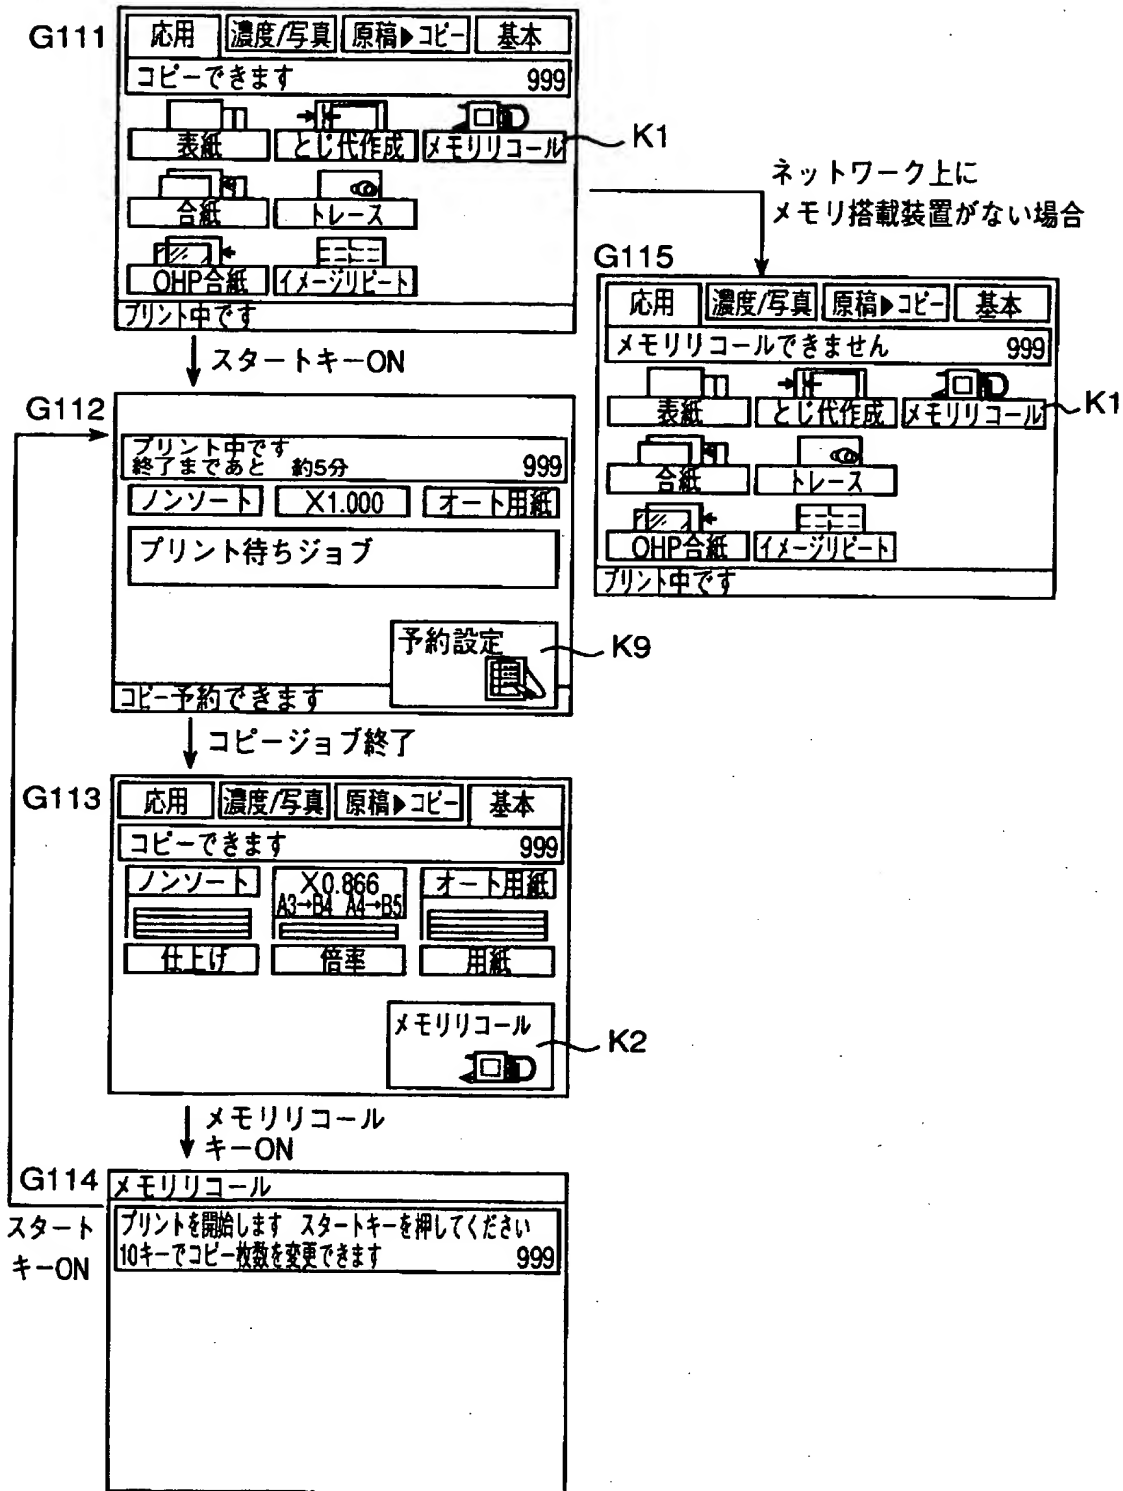 G111
応用 濃度/写真 原稿▶コピー 基本
コピーできます 999
表紙 とじ代作成 メモリリコール
K1
合紙 トレース
OHP合紙 イメージリピート
プリント中です
ネットワーク上に
メモリ搭載装置がない場合
G115
応用 濃度/写真 原稿▶コピー 基本
メモリリコールできません 999
表紙 とじ代作成 メモリリコール
K1
合紙 トレース
OHP合紙 イメージリピート
プリント中です
スタートキーON
G112
プリント中です
終了まであと 約5分 999
ノンソート ×1.000 オート用紙
プリント待ちジョブ
予約設定
K9
コピー予約できます
コピージョブ終了
G113
応用 濃度/写真 原稿▶コピー 基本
コピーできます 999
ノンソート ×0.866 オート用紙
A3→B4 A4→B5
仕上げ 倍率 用紙
メモリリコール
K2
メモリリコール
キーON
G114
メモリリコール
プリントを開始します スタートキーを押してください
10キーでコピー枚数を変更できます 999
スタート
キーON